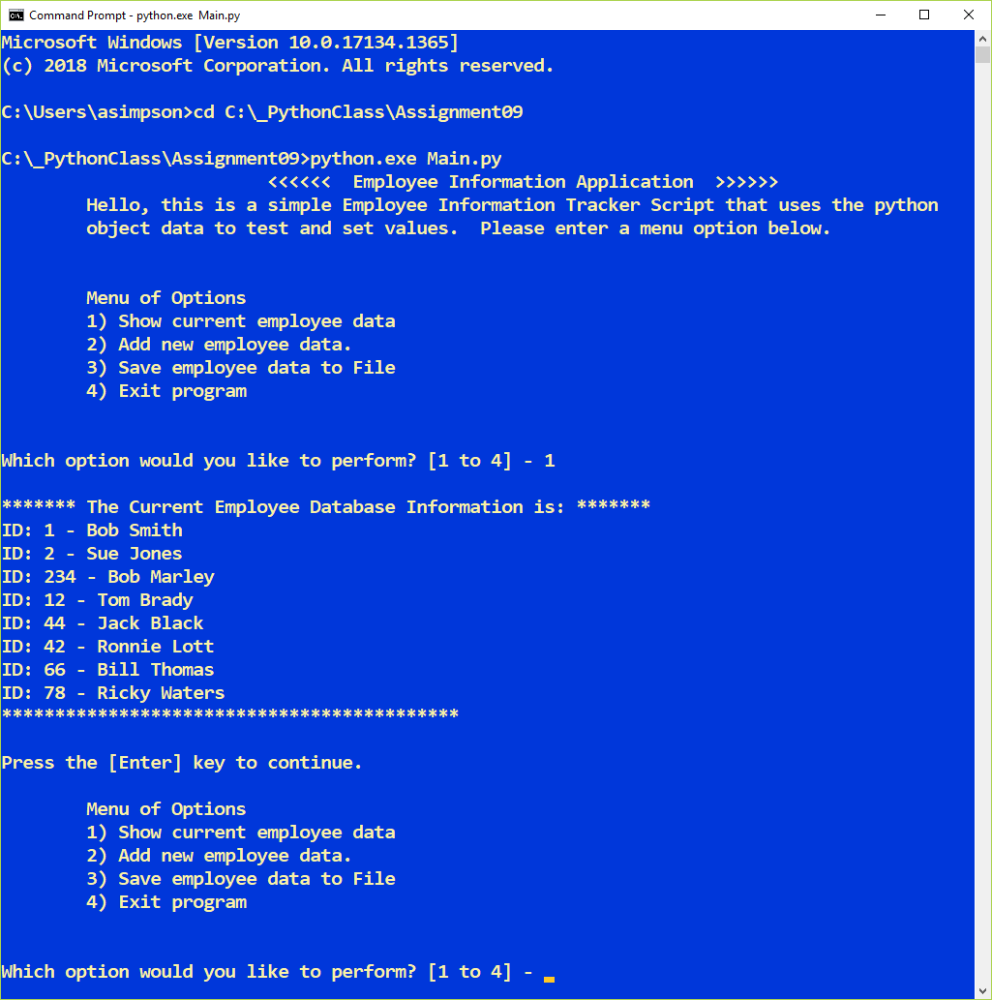 Command Prompt - python.exe Main.py
Microsoft Windows [Version 10.0.17134.1365]
(c) 2018 Microsoft Corporation. All rights reserved.
C:\Users\asimpson>cd C:\_PythonClass\Assignment09
C:\_PythonClass\Assignment09>python.exe Main.py
<<<<<<  Employee Information Application  >>>>>>
Hello, this is a simple Employee Information Tracker Script that uses the python
object data to test and set values.  Please enter a menu option below.
Menu of Options
1) Show current employee data
2) Add new employee data.
3) Save employee data to File
4) Exit program
Which option would you like to perform? [1 to 4] - 1
******* The Current Employee Database Information is: *******
ID: 1 - Bob Smith
ID: 2 - Sue Jones
ID: 234 - Bob Marley
ID: 12 - Tom Brady
ID: 44 - Jack Black
ID: 42 - Ronnie Lott
ID: 66 - Bill Thomas
ID: 78 - Ricky Waters
*******************************************
Press the [Enter] key to continue.
Menu of Options
1) Show current employee data
2) Add new employee data.
3) Save employee data to File
4) Exit program
Which option would you like to perform? [1 to 4] -